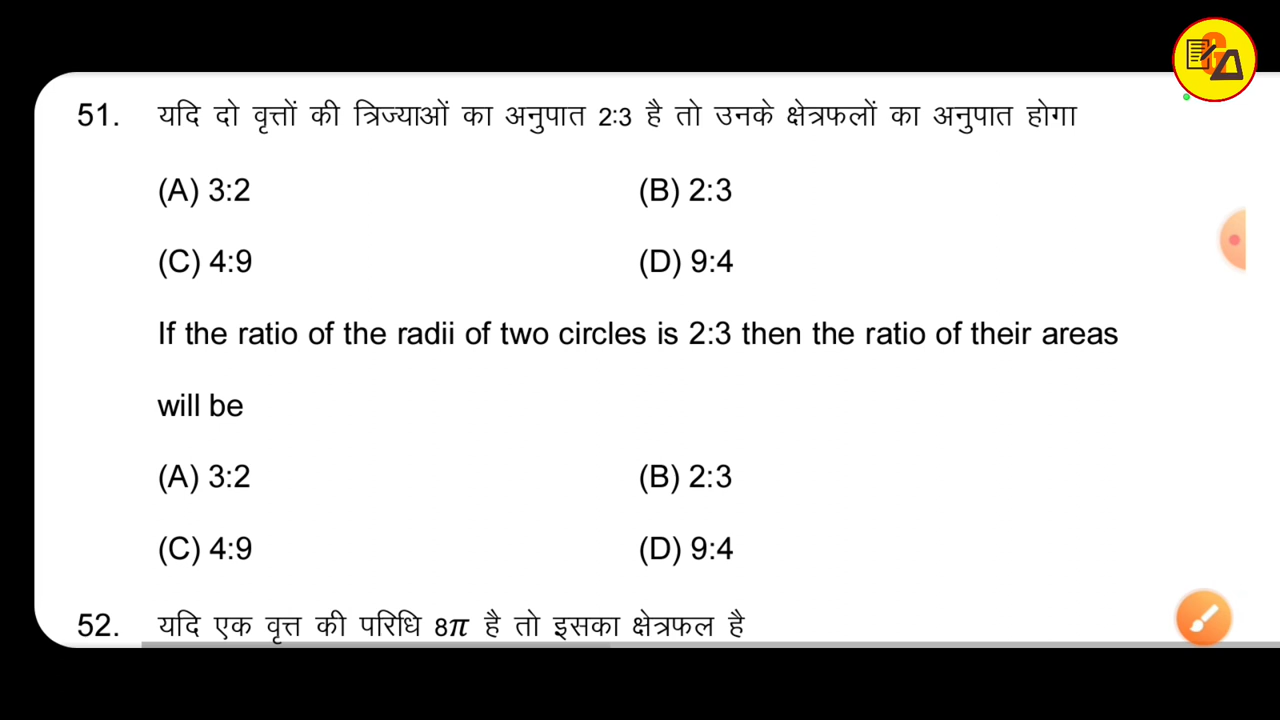 51. यदि दो वृत्तों की त्रिज्याओं का अनुपात 2:3 है तो उनके क्षेत्रफलों का अनुपात होगा
(A) 3:2 (B) 2:3
(C) 4:9 (D) 9:4
If the ratio of the radii of two circles is 2:3 then the ratio of their areas
will be
(A) 3:2 (B) 2:3
(C) 4:9 (D) 9:4
52. यदि एक वृत्त की परिधि 8π है तो इसका क्षेत्रफल है